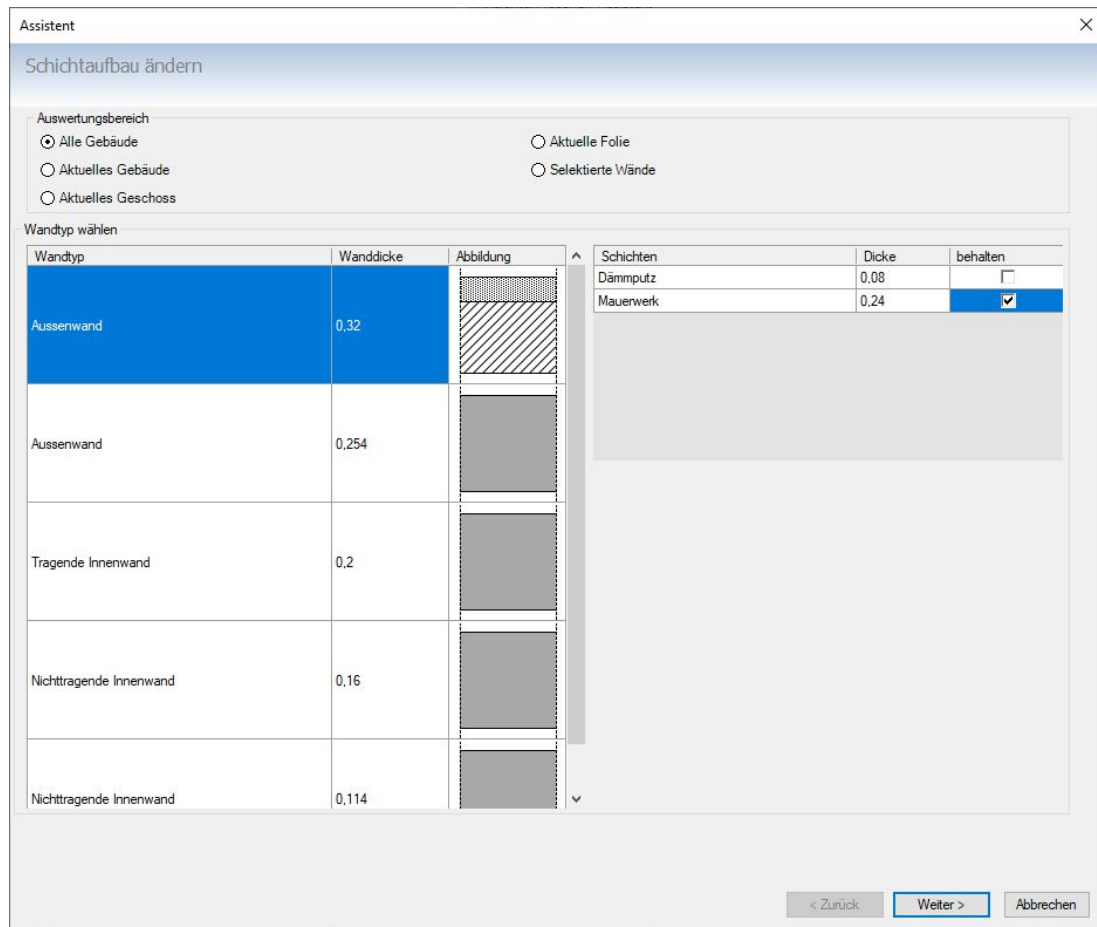 Assistent
Schichtaufbau ändern
Auswertungsbereich
Alle Gebäude
Aktuelle Folie
Aktuelles Gebäude
Selektierte Wände
Aktuelles Geschoss
Wandtyp wählen
Wandtyp Wanddicke Abbildung
Aussenwand 0,32
Aussenwand 0,254
Tragende Innenwand 0,2
Nichttragende Innenwand 0,16
Nichttragende Innenwand 0,114
Schichten Dicke behalten
Dämmputz 0,08
Mauerwerk 0,24
< Zurück Weiter > Abbrechen